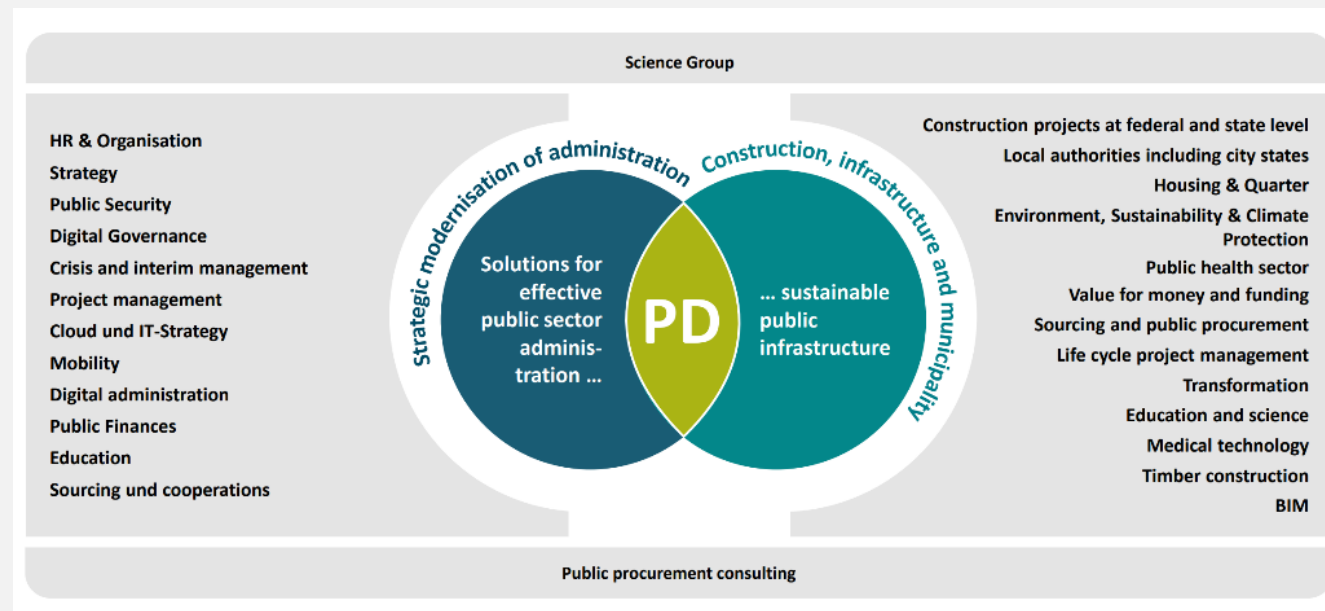 Science Group
HR & Organisation
Strategy
Public Security
Digital Governance
Crisis and interim management
Project management
Cloud und IT-Strategy
Mobility
Digital administration
Public Finances
Education
Sourcing und cooperations
Strategic modernisation of administration
Solutions for
effective
public sector
adminis-
tration ...
PD
Construction, infrastructure and municipality
... sustainable
public
infrastructure
Construction projects at federal and state level
Local authorities including city states
Housing & Quarter
Environment, Sustainability & Climate
Protection
Public health sector
Value for money and funding
Sourcing and public procurement
Life cycle project management
Transformation
Education and science
Medical technology
Timber construction
BIM
Public procurement consulting